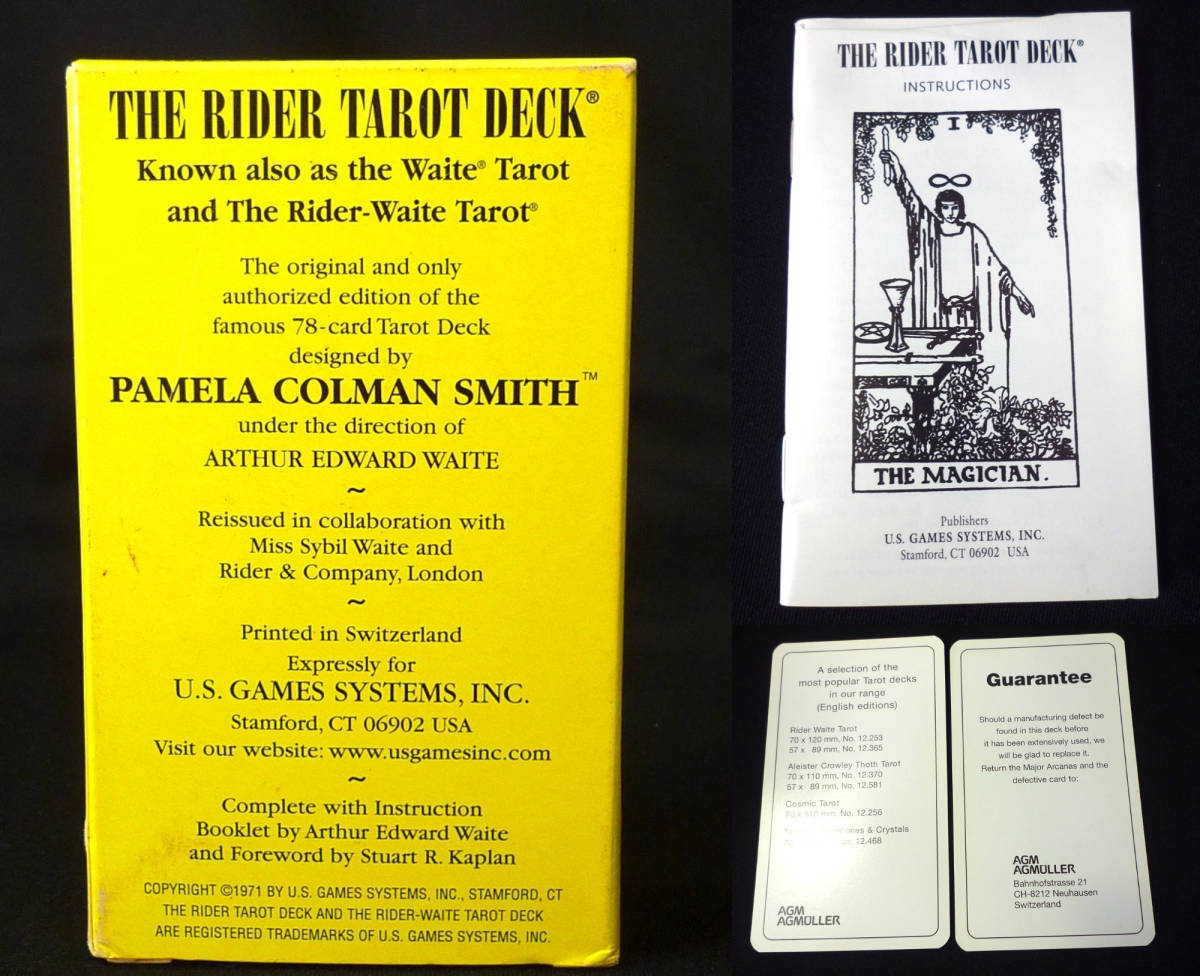 THE RIDER TAROT DECK®
Known also as the Waite® Tarot
and The Rider-Waite Tarot®
The original and only
authorized edition of the
famous 78-card Tarot Deck
designed by
PAMELA COLMAN SMITH™
under the direction of
ARTHUR EDWARD WAITE
~
Reissued in collaboration with
Miss Sybil Waite and
Rider & Company, London
~
Printed in Switzerland
Expressly for
U.S. GAMES SYSTEMS, INC.
Stamford, CT 06902 USA
Visit our website: www.usgamesinc.com
~
Complete with Instruction
Booklet by Arthur Edward Waite
and Foreword by Stuart R. Kaplan
COPYRIGHT ©1971 BY U.S. GAMES SYSTEMS, INC., STAMFORD, CT
THE RIDER TAROT DECK AND THE RIDER-WAITE TAROT DECK
ARE REGISTERED TRADEMARKS OF U.S. GAMES SYSTEMS, INC.
THE RIDER TAROT DECK®
INSTRUCTIONS
I
THE MAGICIAN.
Publishers
U.S. GAMES SYSTEMS, INC.
Stamford, CT 06902 USA
A selection of the
most popular Tarot decks
in our range
(English editions)
Rider Waite Tarot
70 x 120 mm, No. 12.253
57 x 89 mm, No. 12.365
Aleister Crowley Thoth Tarot
70 x 110 mm, No. 12.370
57 x 89 mm, No. 12.581
Cosmic Tarot
70 x 110 mm, No. 12.256
& Crystals
12.468
AGM
AGMÜLLER
Guarantee
Should a manufacturing defect be
found in this deck before
it has been extensively used, we
will be glad to replace it.
Return the Major Arcanas and the
defective card to:
AGM
AGMÜLLER
Bahnhofstrasse 21
CH-8212 Neuhausen
Switzerland